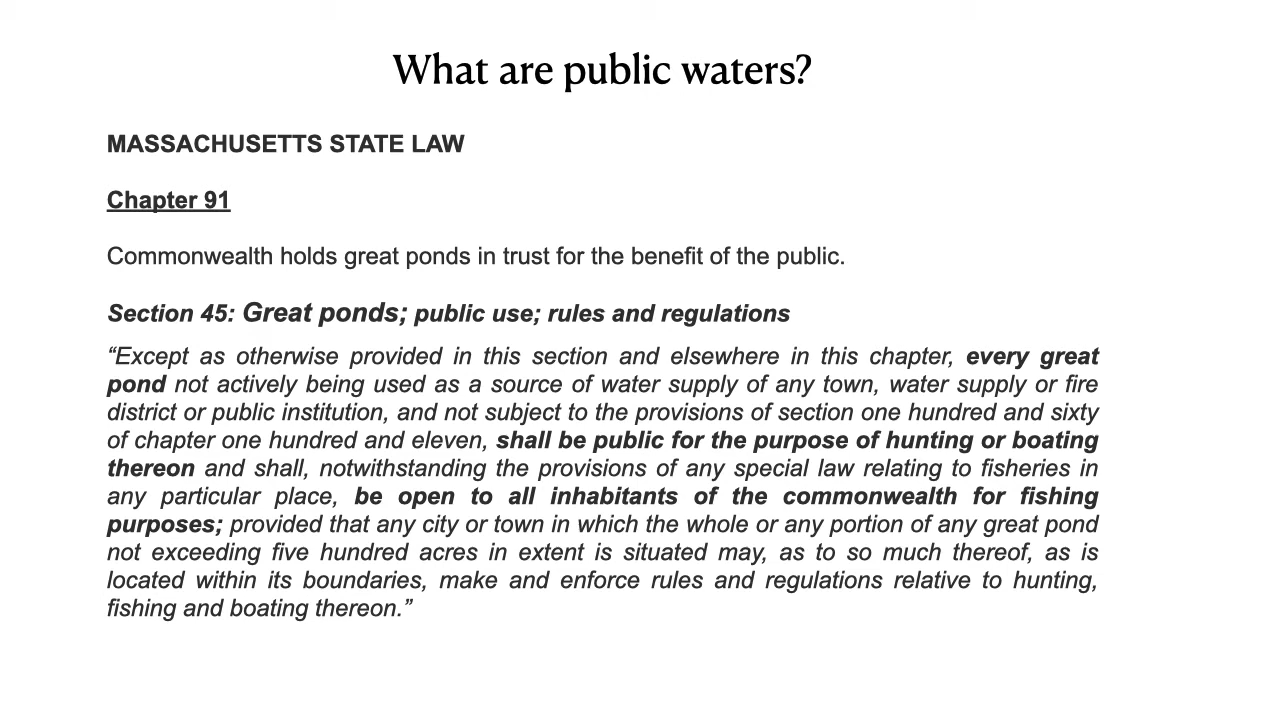 What are public waters?
MASSACHUSETTS STATE LAW
Chapter 91
Commonwealth holds great ponds in trust for the benefit of the public.
Section 45: Great ponds; public use; rules and regulations
“Except as otherwise provided in this section and elsewhere in this chapter, every great
pond not actively being used as a source of water supply of any town, water supply or fire
district or public institution, and not subject to the provisions of section one hundred and sixty
of chapter one hundred and eleven, shall be public for the purpose of hunting or boating
thereon and shall, notwithstanding the provisions of any special law relating to fisheries in
any particular place, be open to all inhabitants of the commonwealth for fishing
purposes; provided that any city or town in which the whole or any portion of any great pond
not exceeding five hundred acres in extent is situated may, as to so much thereof, as is
located within its boundaries, make and enforce rules and regulations relative to hunting,
fishing and boating thereon.”